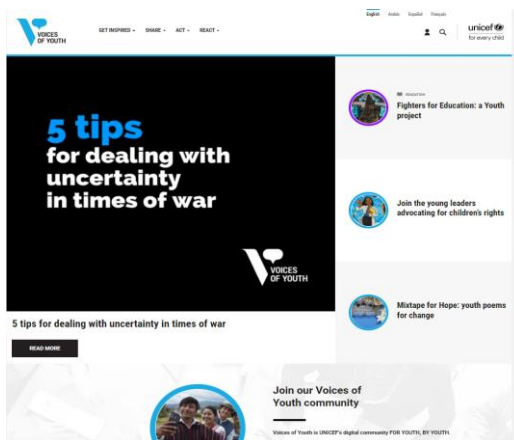 English Arabic Español Français
VOICES
OF YOUTH
GET INSPIRED
SHARE
ACT
REACT
unicef
for every child
5 tips
for dealing with
uncertainty
in times of war
VOICES
OF YOUTH
5 tips for dealing with uncertainty in times of war
READ MORE
EDUCATION
Fighters for Education: a Youth
project
Join the young leaders
advocating for children's rights
Mixtape for Hope: youth poems
for change
Join our Voices of
Youth community
Voices of Youth is UNICEF's digital community FOR YOUTH, BY YOUTH.